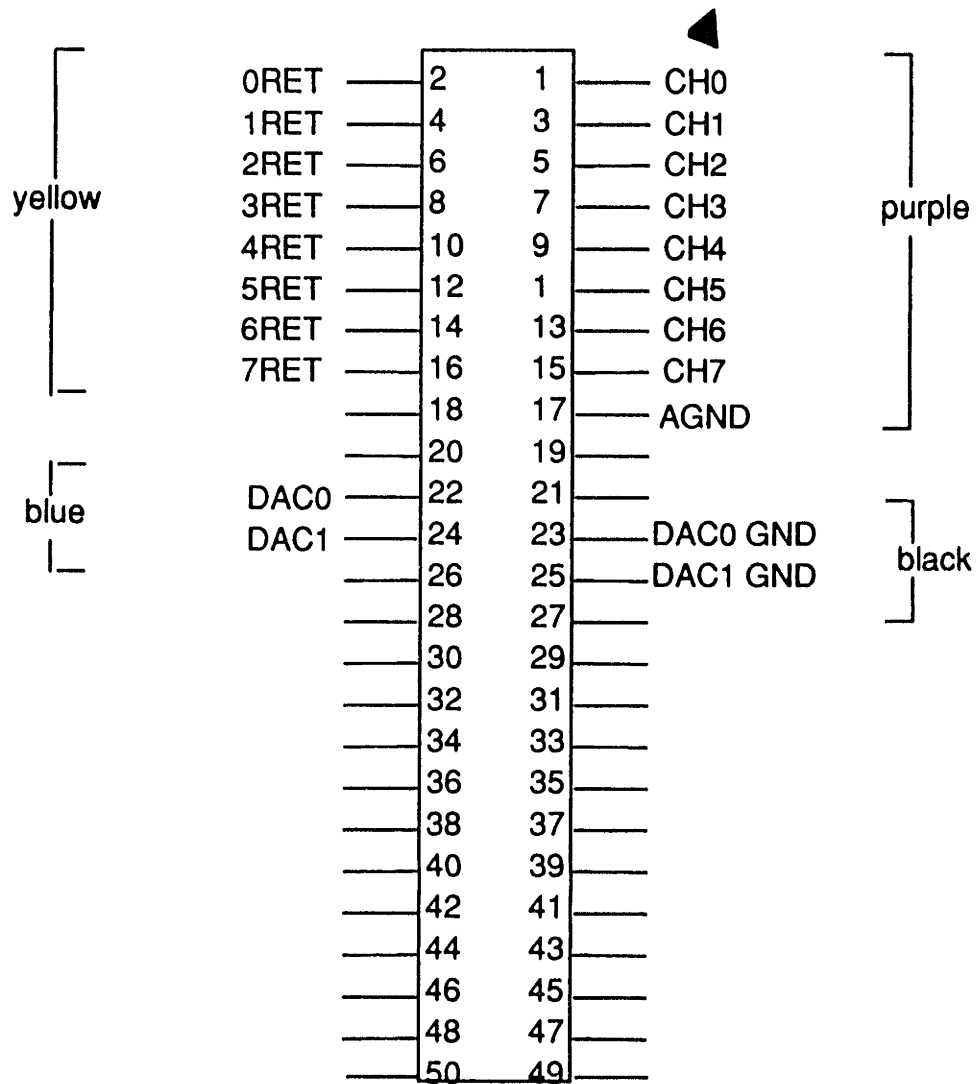 0RET 2 1 CH0
1RET 4 3 CH1
2RET 6 5 CH2
yellow 3RET 8 7 CH3 purple
4RET 10 9 CH4
5RET 12 1 CH5
6RET 14 13 CH6
7RET 16 15 CH7
18 17 AGND
20 19
blue DAC0 22 21
DAC1 24 23 DAC0 GND black
26 25 DAC1 GND
28 27
30 29
32 31
34 33
36 35
38 37
40 39
42 41
44 43
46 45
48 47
50 49